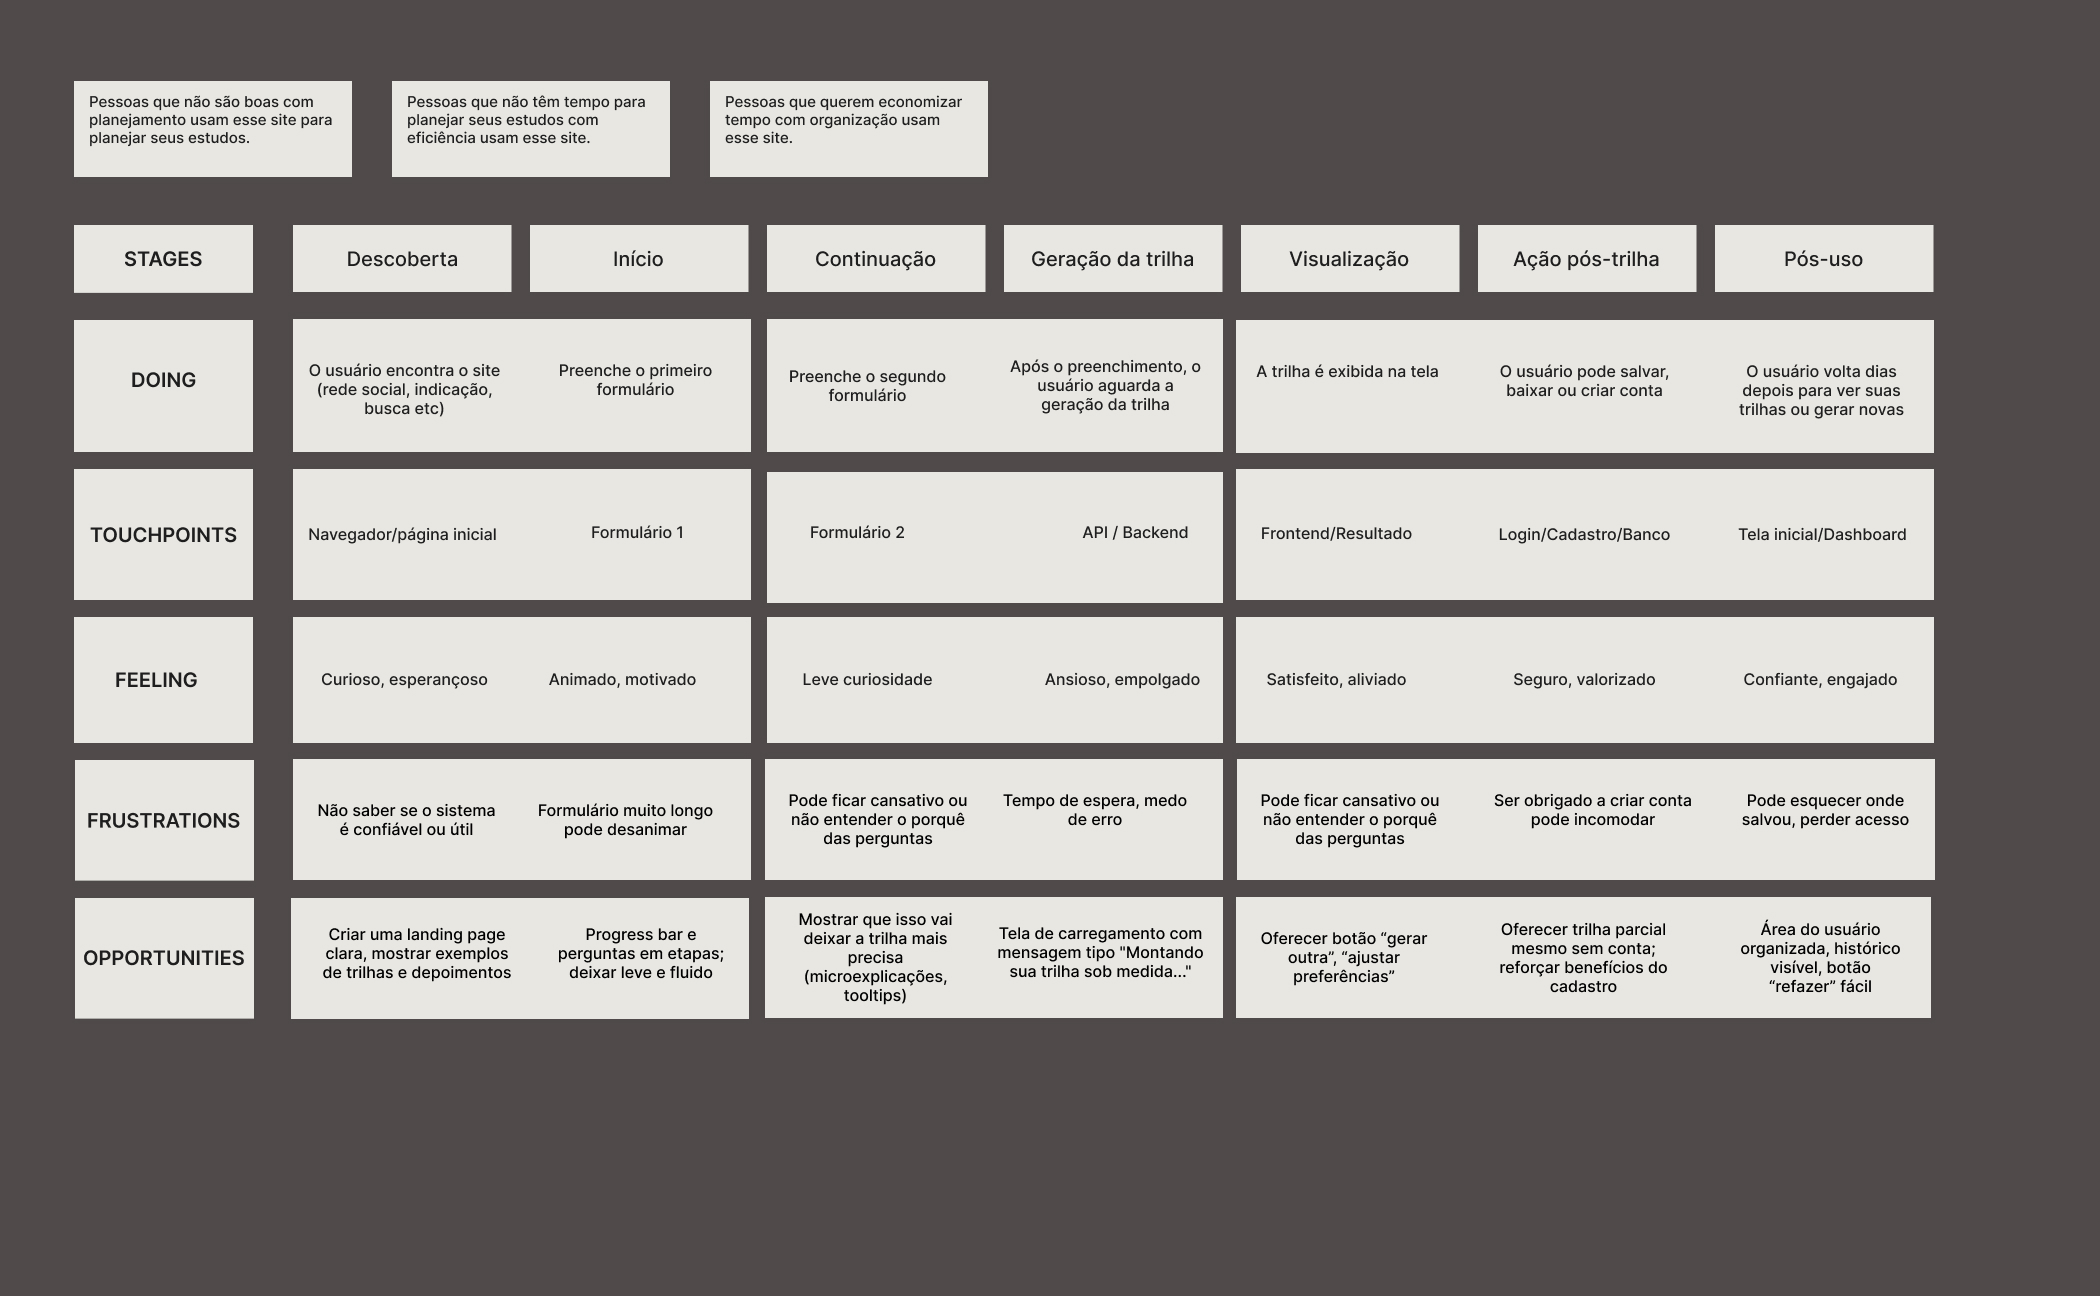 Pessoas que não são boas com
planejamento usam esse site para
planejar seus estudos.
Pessoas que não têm tempo para
planejar seus estudos com
eficiência usam esse site.
Pessoas que querem economizar
tempo com organização usam
esse site.
STAGES
Descoberta
Início
Continuação
Geração da trilha
Visualização
Ação pós-trilha
Pós-uso
DOING
O usuário encontra o site
(rede social, indicação,
busca etc)
Preenche o primeiro
formulário
Preenche o segundo
formulário
Após o preenchimento, o
usuário aguarda a
geração da trilha
A trilha é exibida na tela
O usuário pode salvar,
baixar ou criar conta
O usuário volta dias
depois para ver suas
trilhas ou gerar novas
TOUCHPOINTS
Navegador/página inicial
Formulário 1
Formulário 2
API / Backend
Frontend/Resultado
Login/Cadastro/Banco
Tela inicial/Dashboard
FEELING
Curioso, esperançoso
Animado, motivado
Leve curiosidade
Ansioso, empolgado
Satisfeito, aliviado
Seguro, valorizado
Confiante, engajado
FRUSTRATIONS
Não saber se o sistema
é confiável ou útil
Formulário muito longo
pode desanimar
Pode ficar cansativo ou
não entender o porquê
das perguntas
Tempo de espera, medo
de erro
Pode ficar cansativo ou
não entender o porquê
das perguntas
Ser obrigado a criar conta
pode incomodar
Pode esquecer onde
salvou, perder acesso
OPPORTUNITIES
Criar uma landing page
clara, mostrar exemplos
de trilhas e depoimentos
Progress bar e
perguntas em etapas;
deixar leve e fluido
Mostrar que isso vai
deixar a trilha mais
precisa
(microexplicações,
tooltips)
Tela de carregamento com
mensagem tipo "Montando
sua trilha sob medida..."
Oferecer botão “gerar
outra”, “ajustar
preferências”
Oferecer trilha parcial
mesmo sem conta;
reforçar benefícios do
cadastro
Área do usuário
organizada, histórico
visível, botão
“refazer” fácil